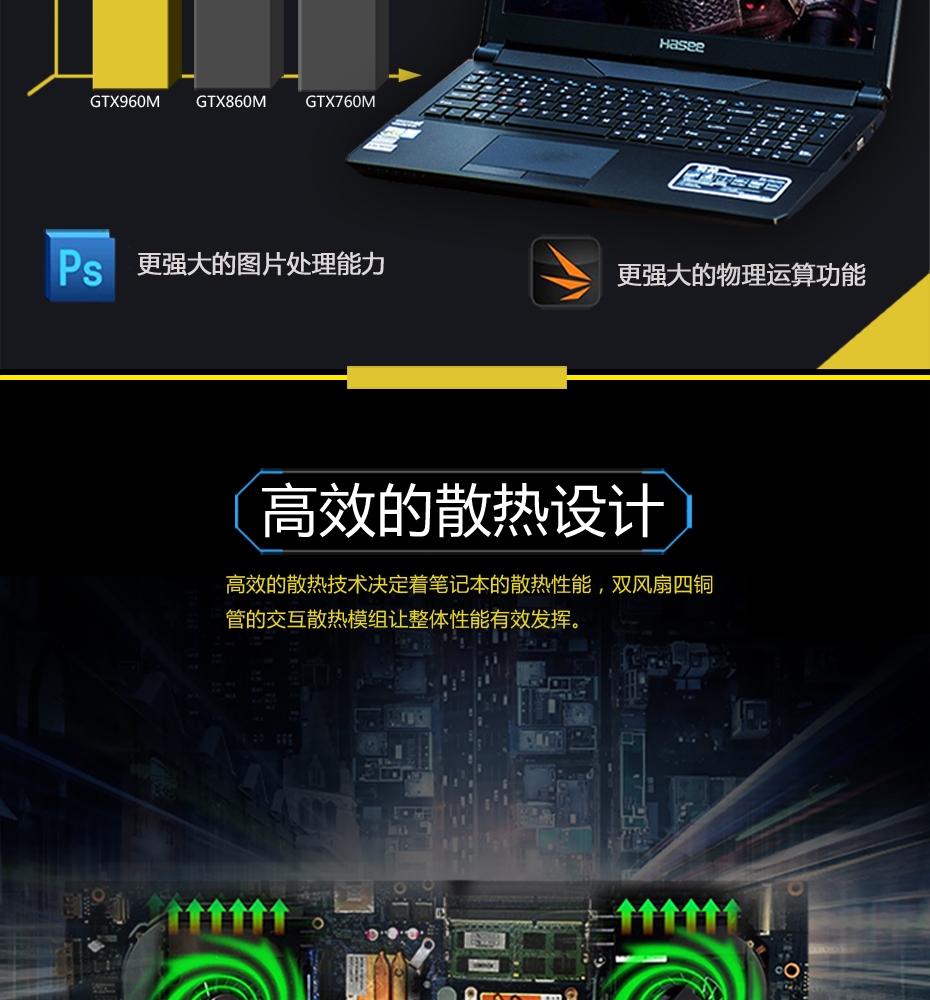 HASEE
GTX960M
GTX860M
GTX760M
Ps
更强大的图片处理能力
更强大的物理运算功能
高效的散热设计
高效的散热技术决定着笔记本的散热性能，双风扇四铜
管的交互散热模组让整体性能有效发挥。